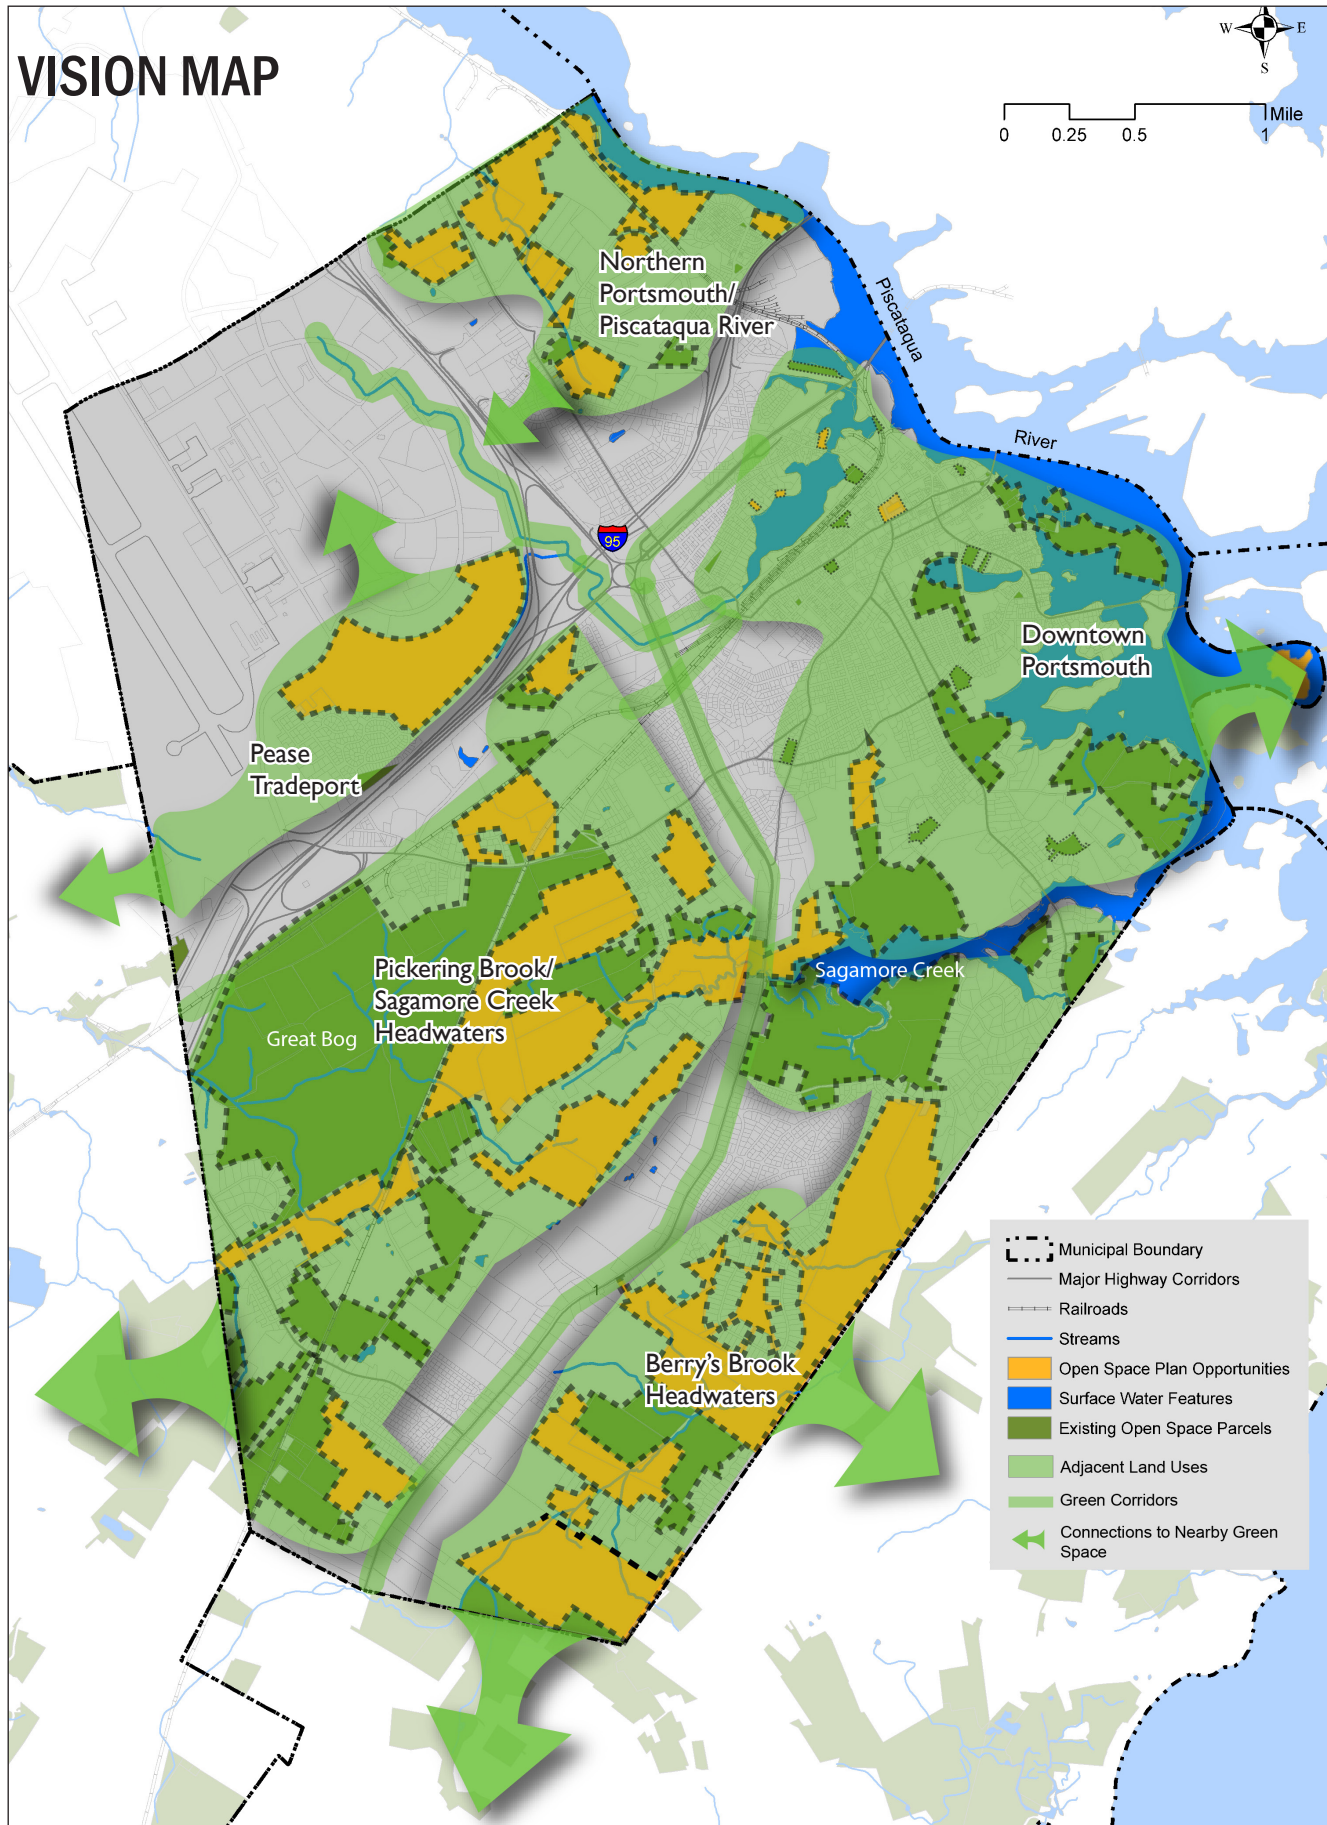 VISION MAP
W E
S
Mile
0 0.25 0.5 1
Northern
Portsmouth/
Piscataqua River
Piscataqua
River
95
Downtown
Portsmouth
Pease
Tradeport
Pickering Brook/
Sagamore Creek
Headwaters
Great Bog
Sagamore Creek
1
Berry's Brook
Headwaters
Municipal Boundary
Major Highway Corridors
Railroads
Streams
Open Space Plan Opportunities
Surface Water Features
Existing Open Space Parcels
Adjacent Land Uses
Green Corridors
Connections to Nearby Green
Space